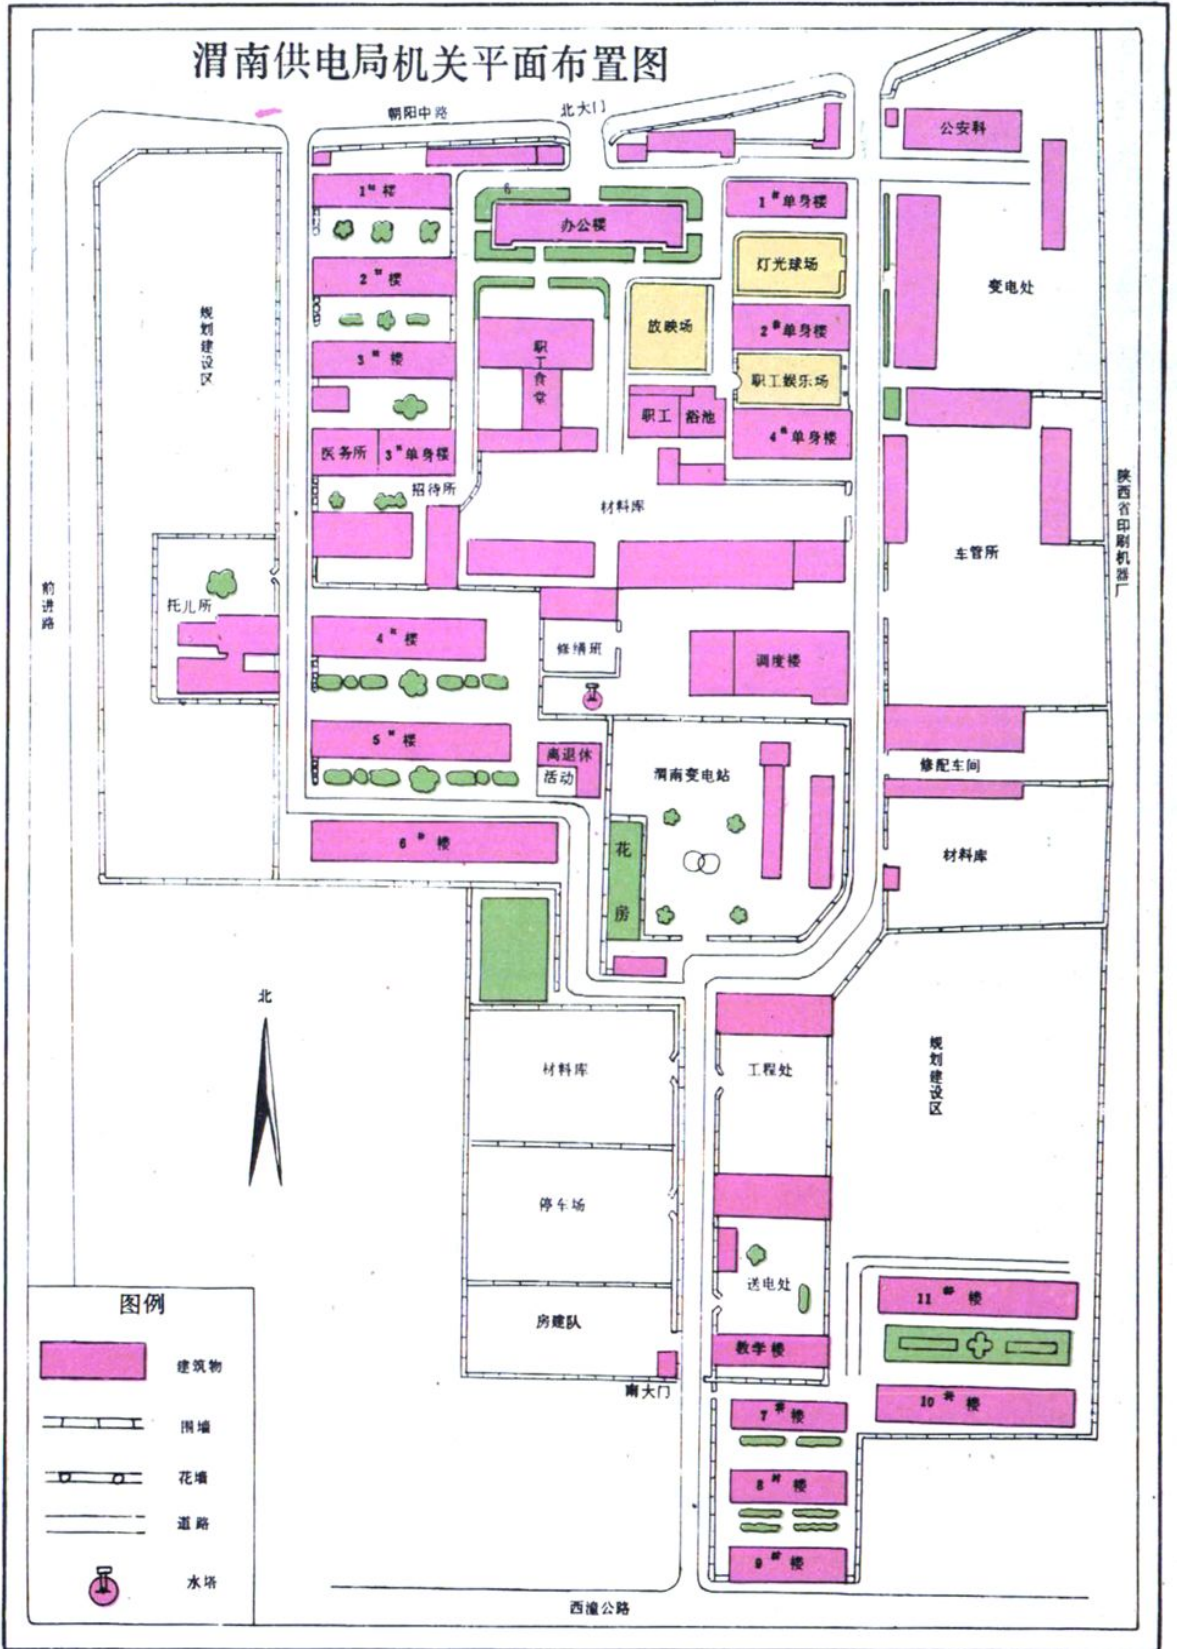 渭南供电局机关平面布置图
朝阳中路
北大门
公安科
1#楼
办公楼
1#单身楼
灯光球场
2#楼
变电处
规划建设区
放映场
2#单身楼
3#楼
职工食堂
职工娱乐场
职工 浴池
4#单身楼
医务所
3#单身楼
招待所
材料库
陕西省印刷机器厂
车管所
前进路
托儿所
4#楼
修缮班
调度楼
5#楼
离退休
活动
渭南变电站
修配车间
6#楼
花房
材料库
北
材料库
工程处
规划建设区
停车场
送电处
11#楼
房建队
教学楼
南大门
10#楼
7#楼
8#楼
9#楼
西潼公路
图例
建筑物
围墙
花墙
道路
水塔